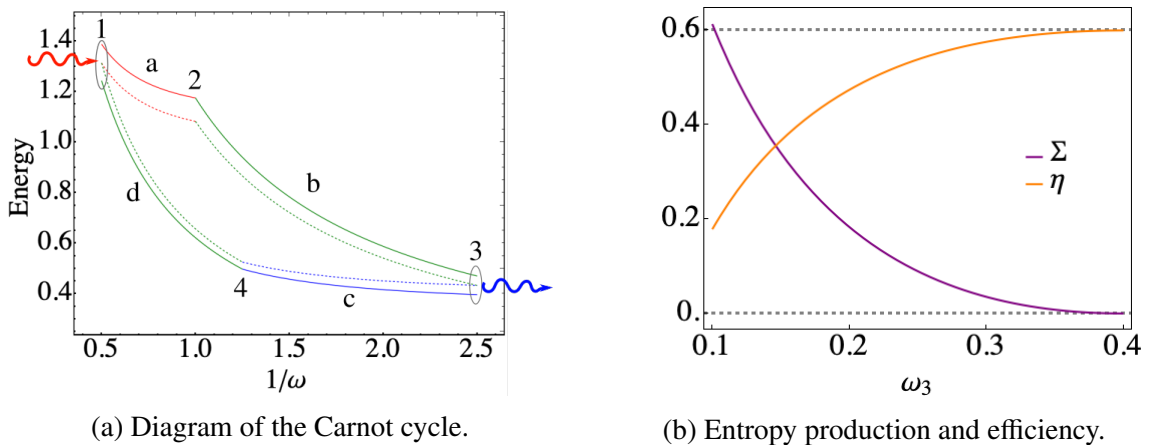 Energy
1.4
1.2
1.0
0.8
0.6
0.4
1
a
2
b
d
3
4
c
0.5 1.0 1.5 2.0 2.5
1/ω
(a) Diagram of the Carnot cycle.
0.6
0.4
0.2
0.
Σ
η
0.1 0.2 0.3 0.4
ω₃
(b) Entropy production and efficiency.